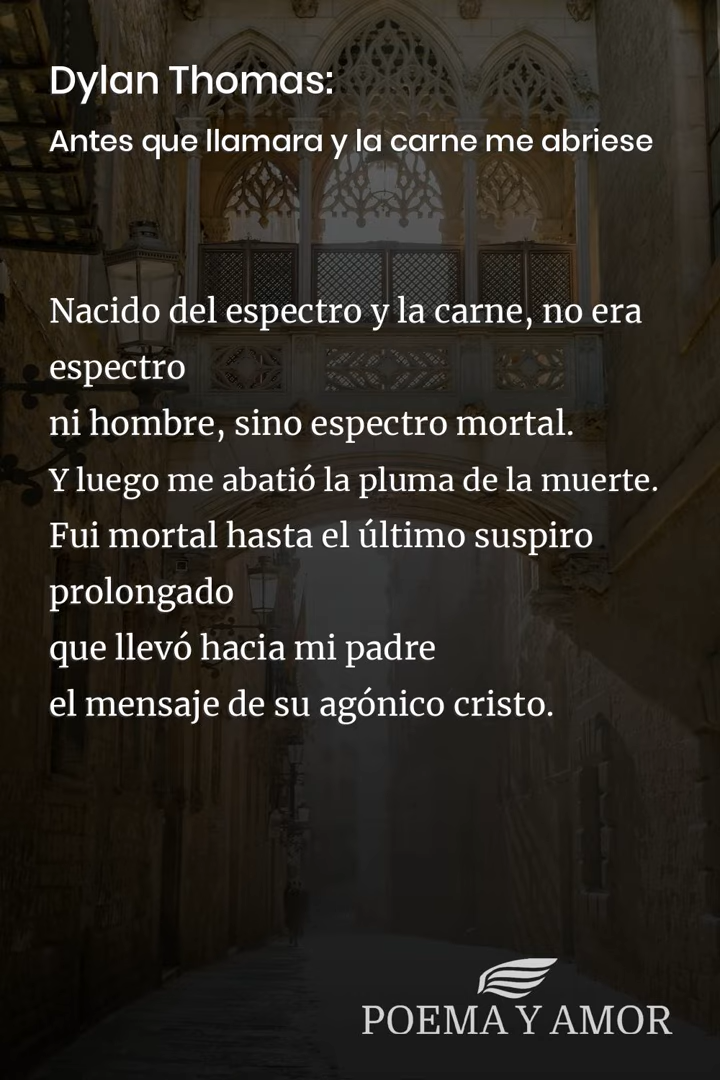 Dylan Thomas:
Antes que llamara y la carne me abriese
Nacido del espectro y la carne, no era
espectro
ni hombre, sino espectro mortal.
Y luego me abatió la pluma de la muerte.
Fui mortal hasta el último suspiro
prolongado
que llevó hacia mi padre
el mensaje de su agónico cristo.
POEMA Y AMOR